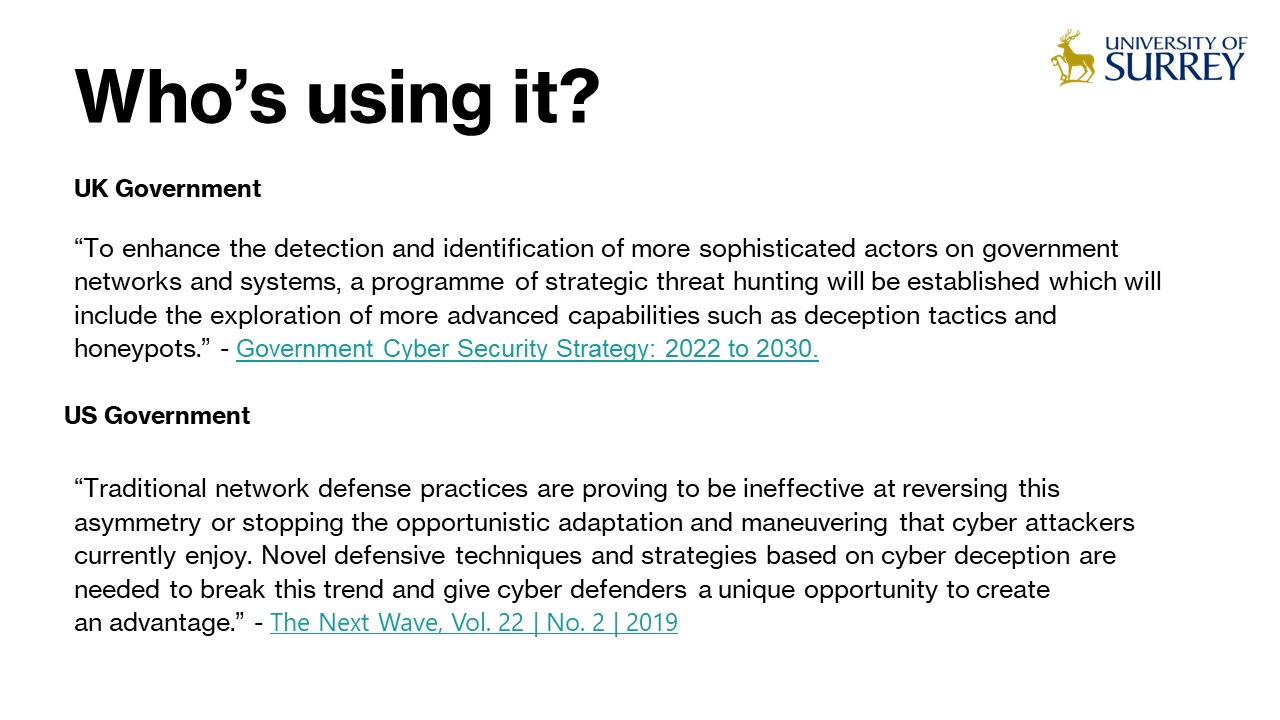 UNIVERSITY OF
SURREY
Who’s using it?
UK Government
“To enhance the detection and identification of more sophisticated actors on government
networks and systems, a programme of strategic threat hunting will be established which will
include the exploration of more advanced capabilities such as deception tactics and
honeypots.” - Government Cyber Security Strategy: 2022 to 2030.
US Government
“Traditional network defense practices are proving to be ineffective at reversing this
asymmetry or stopping the opportunistic adaptation and maneuvering that cyber attackers
currently enjoy. Novel defensive techniques and strategies based on cyber deception are
needed to break this trend and give cyber defenders a unique opportunity to create
an advantage.” - The Next Wave, Vol. 22 | No. 2 | 2019